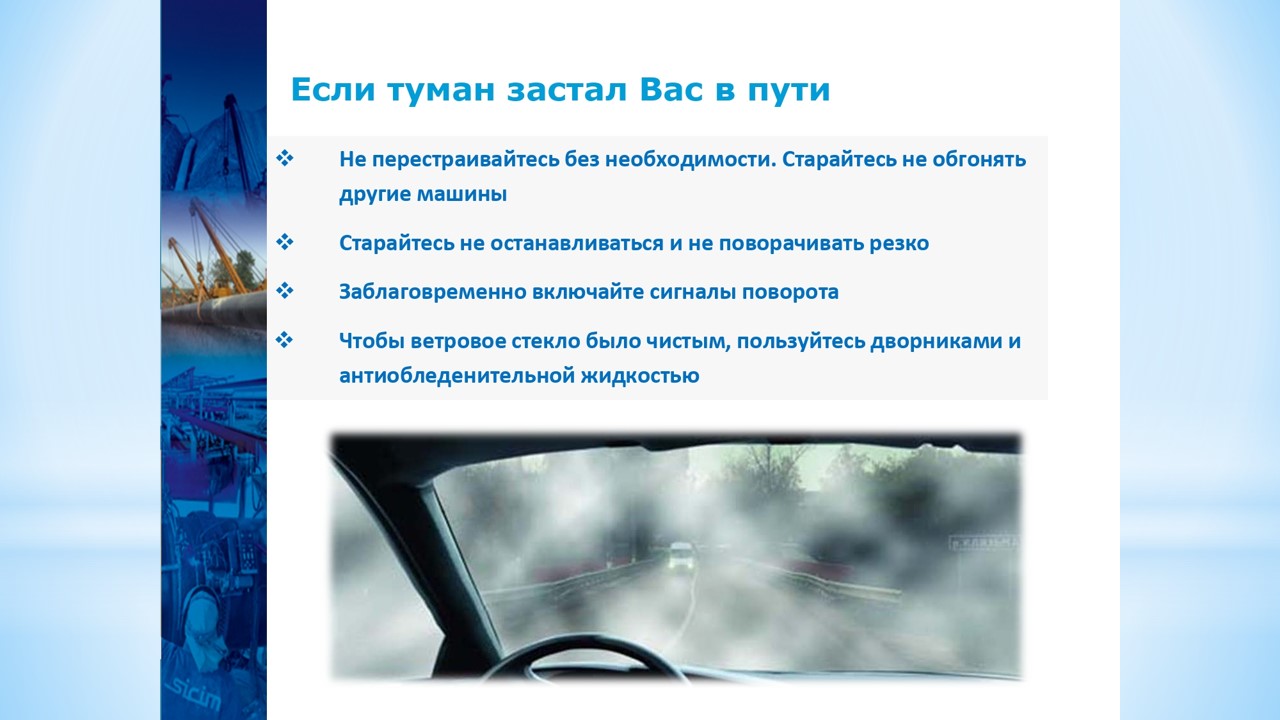 Если туман застал Вас в пути
Не перестраивайтесь без необходимости. Старайтесь не обгонять
другие машины
Старайтесь не останавливаться и не поворачивать резко
Заблаговременно включайте сигналы поворота
Чтобы ветровое стекло было чистым, пользуйтесь дворниками и
антиобледенительной жидкостью
р. КЛЯЗЬМА
sicim